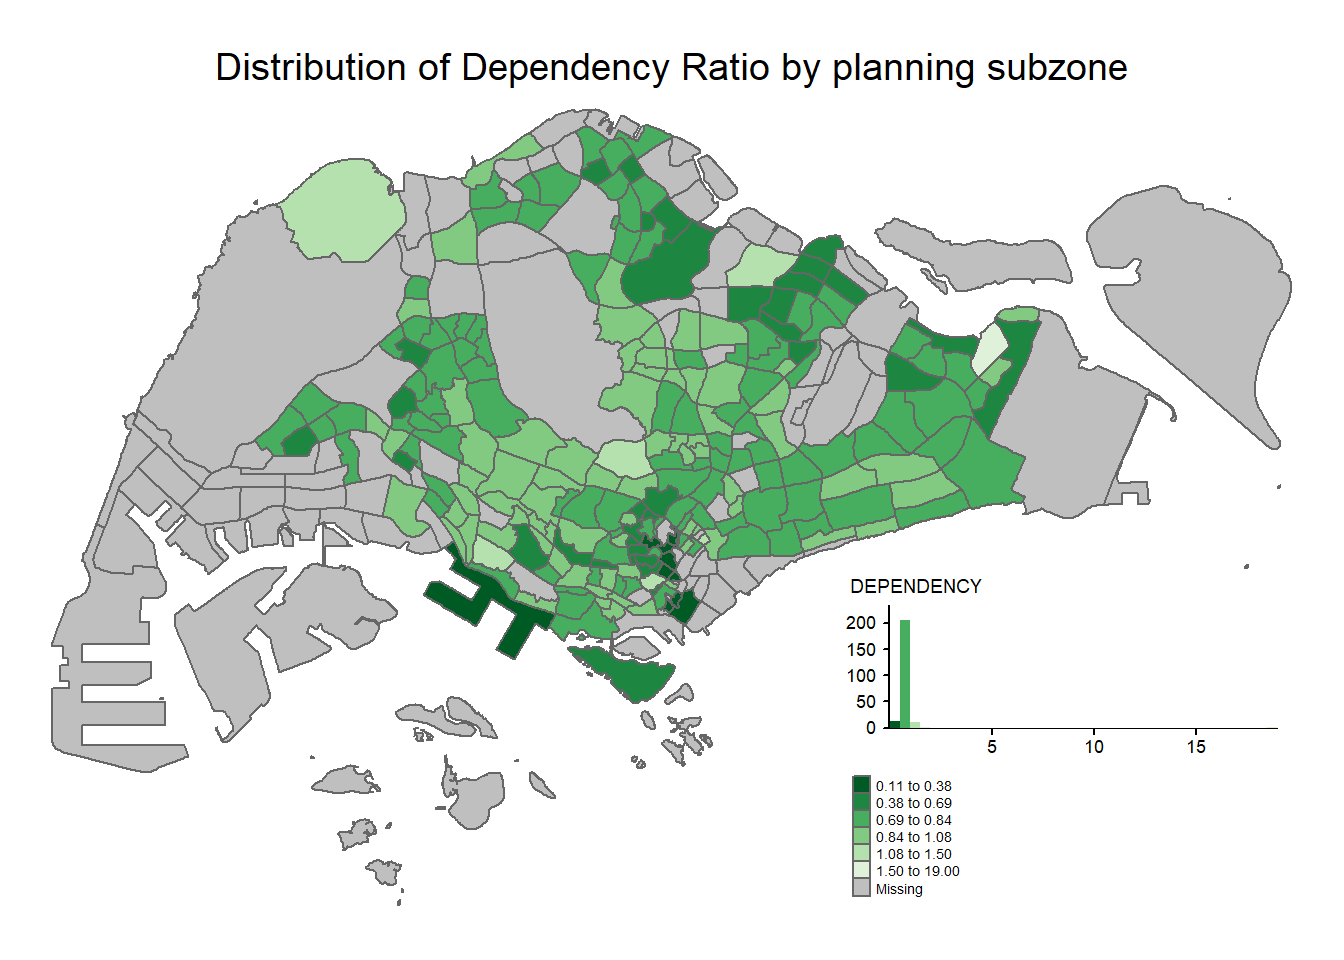 Distribution of Dependency Ratio by planning subzone
DEPENDENCY
200
150
100
50
0
5 10 15
0.11 to 0.38
0.38 to 0.69
0.69 to 0.84
0.84 to 1.08
1.08 to 1.50
1.50 to 19.00
Missing